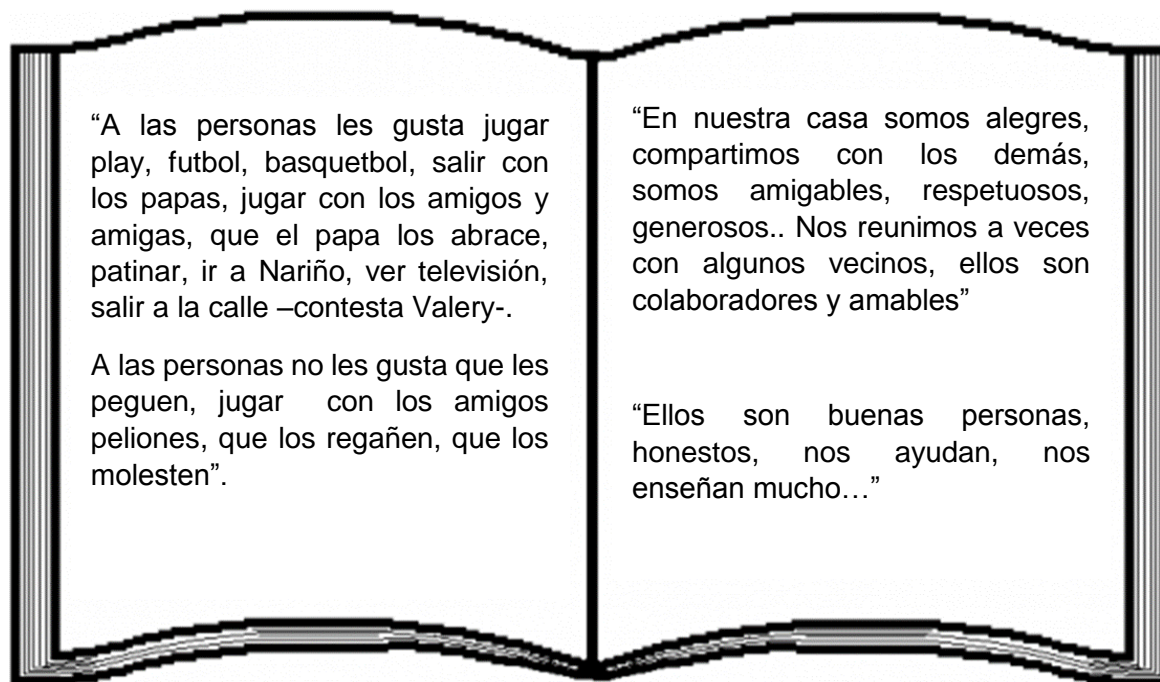 “A las personas les gusta jugar
play, futbol, basquetbol, salir con
los papas, jugar con los amigos y
amigas, que el papa los abrace,
patinar, ir a Nariño, ver televisión,
salir a la calle –contesta Valery-.
A las personas no les gusta que les
peguen, jugar con los amigos
peliones, que los regañen, que los
molesten”.
“En nuestra casa somos alegres,
compartimos con los demás,
somos amigables, respetuosos,
generosos.. Nos reunimos a veces
con algunos vecinos, ellos son
colaboradores y amables”
“Ellos son buenas personas,
honestos, nos ayudan, nos
enseñan mucho…”